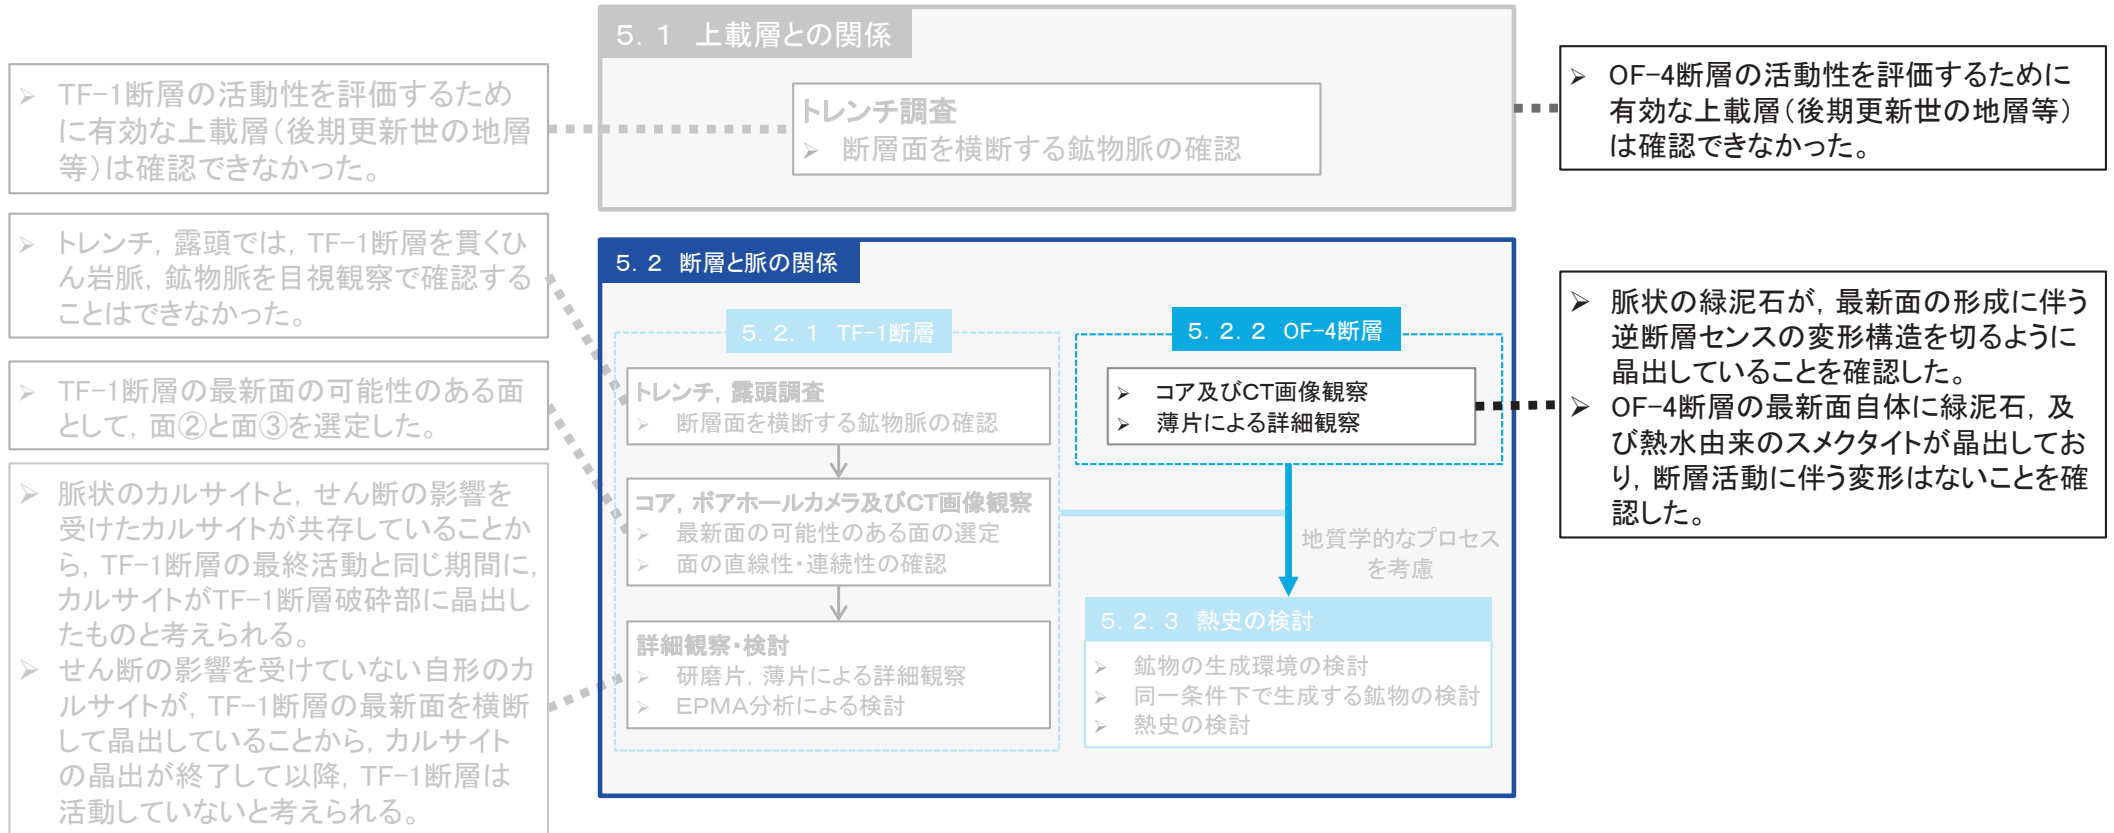 5.1 上載層との関係
トレンチ調査
➢ 断層面を横断する鉱物脈の確認
➢ TF-1断層の活動性を評価するため
に有効な上載層(後期更新世の地層
等)は確認できなかった。
➢ トレンチ,露頭では,TF-1断層を貫くひ
ん岩脈,鉱物脈を目視観察で確認する
ことはできなかった。
➢ TF-1断層の最新面の可能性のある面
として,面②と面③を選定した。
➢ 脈状のカルサイトと,せん断の影響を
受けたカルサイトが共存していることか
ら,TF-1断層の最終活動と同じ期間に,
カルサイトがTF-1断層破砕部に晶出し
たものと考えられる。
➢ せん断の影響を受けていない自形のカ
ルサイトが,TF-1断層の最新面を横断
して晶出していることから,カルサイト
の晶出が終了して以降,TF-1断層は
活動していないと考えられる。
5.2 断層と脈の関係
5.2.1 TF-1断層
トレンチ,露頭調査
➢ 断層面を横断する鉱物脈の確認
コア,ボアホールカメラ及びCT画像観察
➢ 最新面の可能性のある面の選定
➢ 面の直線性・連続性の確認
詳細観察・検討
➢ 研磨片,薄片による詳細観察
➢ EPMA分析による検討
5.2.2 OF-4断層
➢ コア及びCT画像観察
➢ 薄片による詳細観察
地質学的なプロセス
を考慮
5.2.3 熱史の検討
➢ 鉱物の生成環境の検討
➢ 同一条件下で生成する鉱物の検討
➢ 熱史の検討
➢ OF-4断層の活動性を評価するために
有効な上載層(後期更新世の地層等)
は確認できなかった。
➢ 脈状の緑泥石が,最新面の形成に伴う
逆断層センスの変形構造を切るように
晶出していることを確認した。
➢ OF-4断層の最新面自体に緑泥石,及
び熱水由来のスメクタイトが晶出してお
り,断層活動に伴う変形はないことを確
認した。